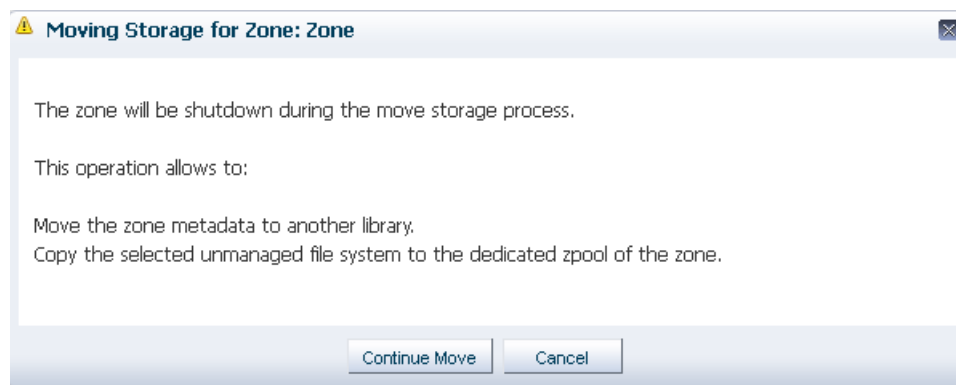 Moving Storage for Zone: Zone
The zone will be shutdown during the move storage process.
This operation allows to:
Move the zone metadata to another library.
Copy the selected unmanaged file system to the dedicated zpool of the zone.
Continue Move
Cancel